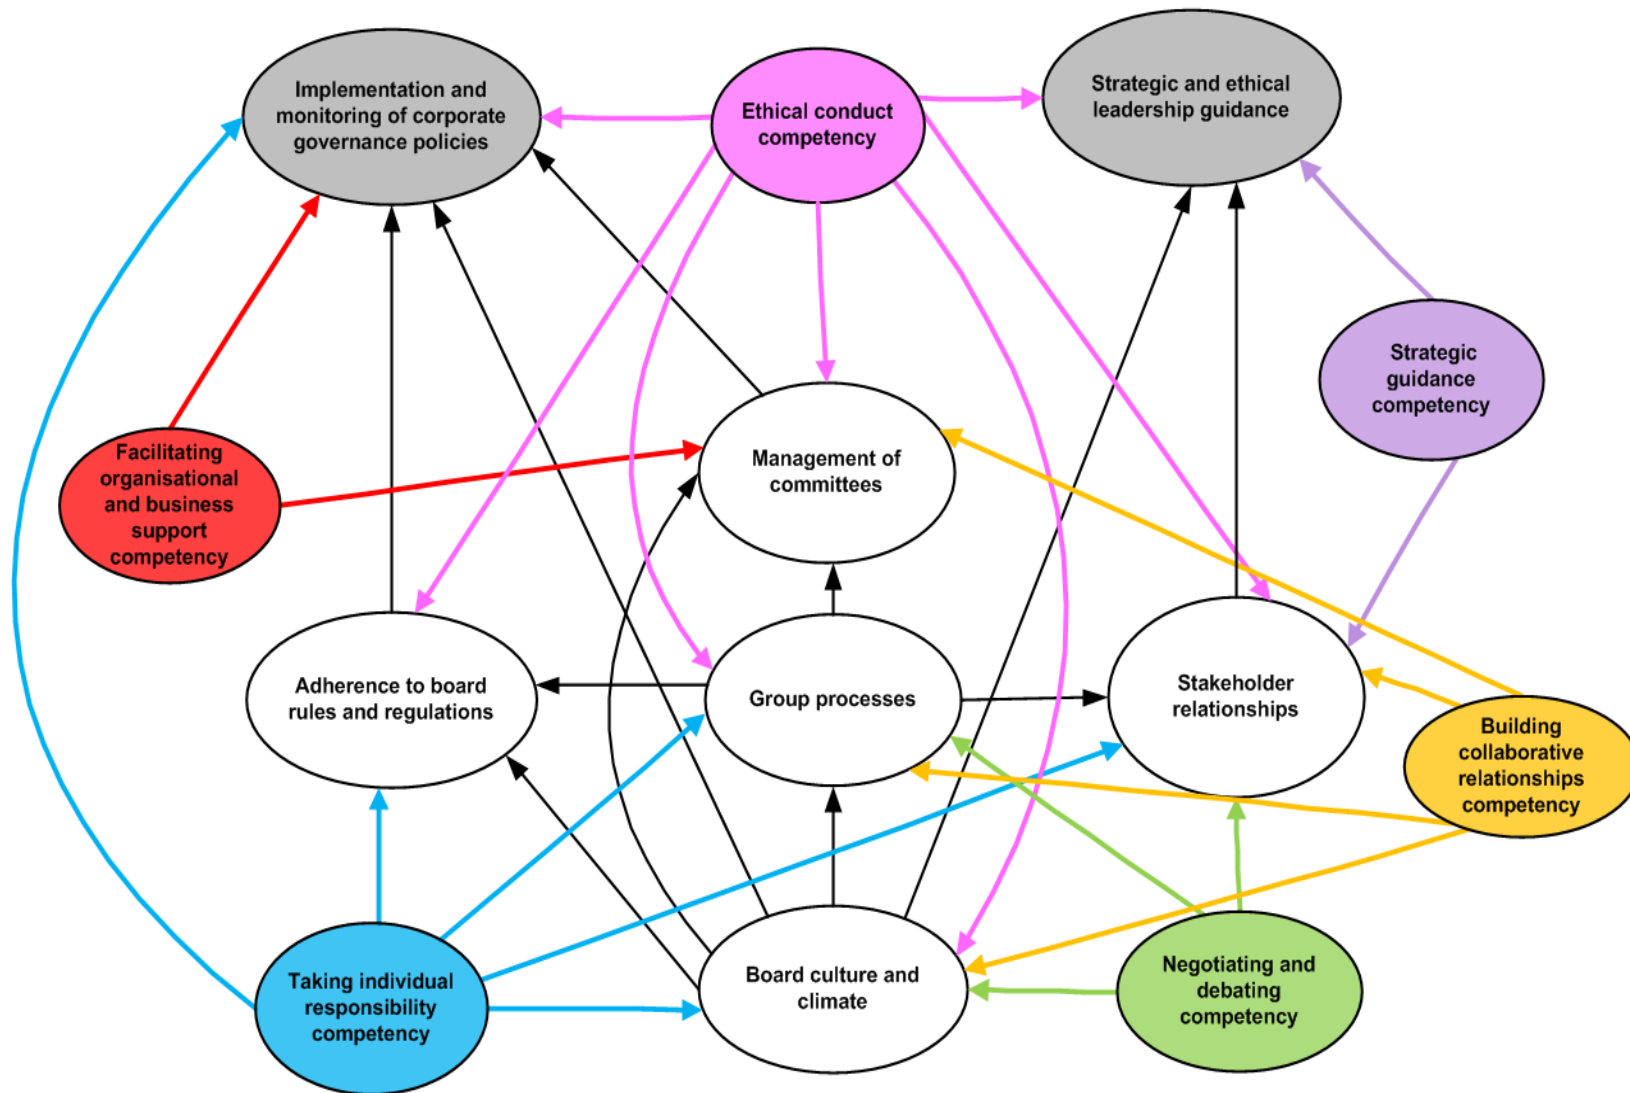 Implementation and
monitoring of corporate
governance policies
Ethical conduct
competency
Strategic and ethical
leadership guidance
Strategic
guidance
competency
Facilitating
organisational
and business
support
competency
Management of
committees
Adherence to board
rules and regulations
Group processes
Stakeholder
relationships
Building
collaborative
relationships
competency
Taking individual
responsibility
competency
Board culture and
climate
Negotiating and
debating
competency